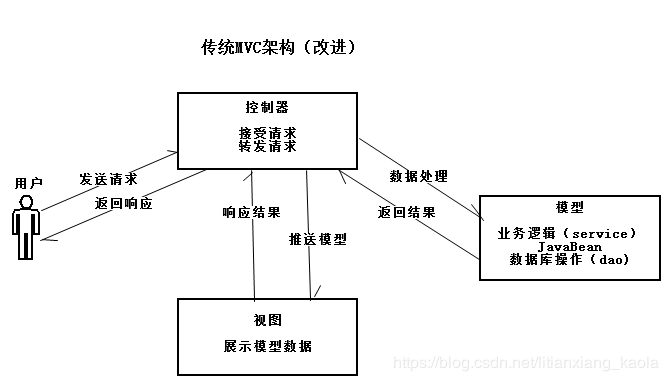 传统MVC架构（改进）
控制器
接受请求
转发请求
用户
发送请求
返回响应
响应结果
推送模型
数据处理
返回结果
模型
业务逻辑（service）
JavaBean
数据库操作（dao）
视图
展示模型数据
https://blog.csdn.net/litianxiang_kaola